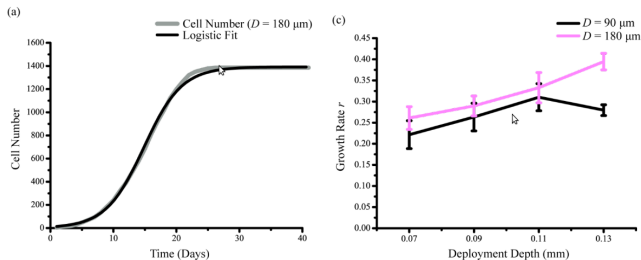 (a)
Cell Number (D = 180 μm)
Logistic Fit
1600
1400
1200
1000
800
600
400
200
0
Cell Number
0 10 20 30 40
Time (Days)
(c)
D = 90 μm
D = 180 μm
0.45
0.40
0.35
0.30
0.25
0.20
0.15
0.10
0.05
0.00
Growth Rate r
0.07 0.09 0.11 0.13
Deployment Depth (mm)